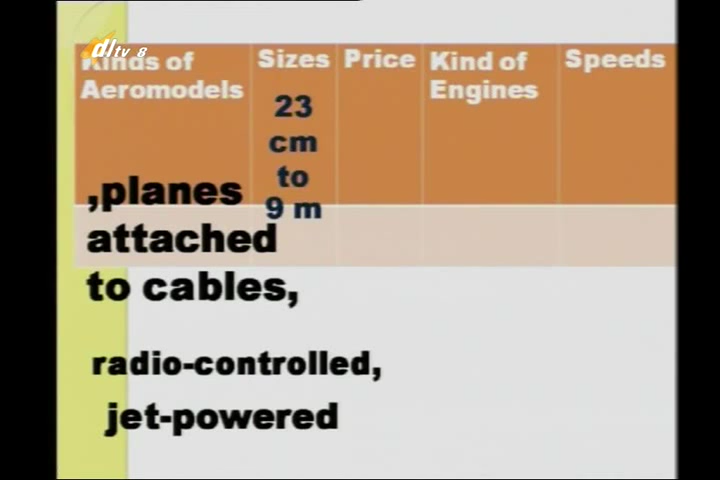 dltv 8
Kinds of Aeromodels
Sizes
Price
Kind of Engines
Speeds
23
cm
to
9 m
,planes
attached
to cables,
radio-controlled,
jet-powered